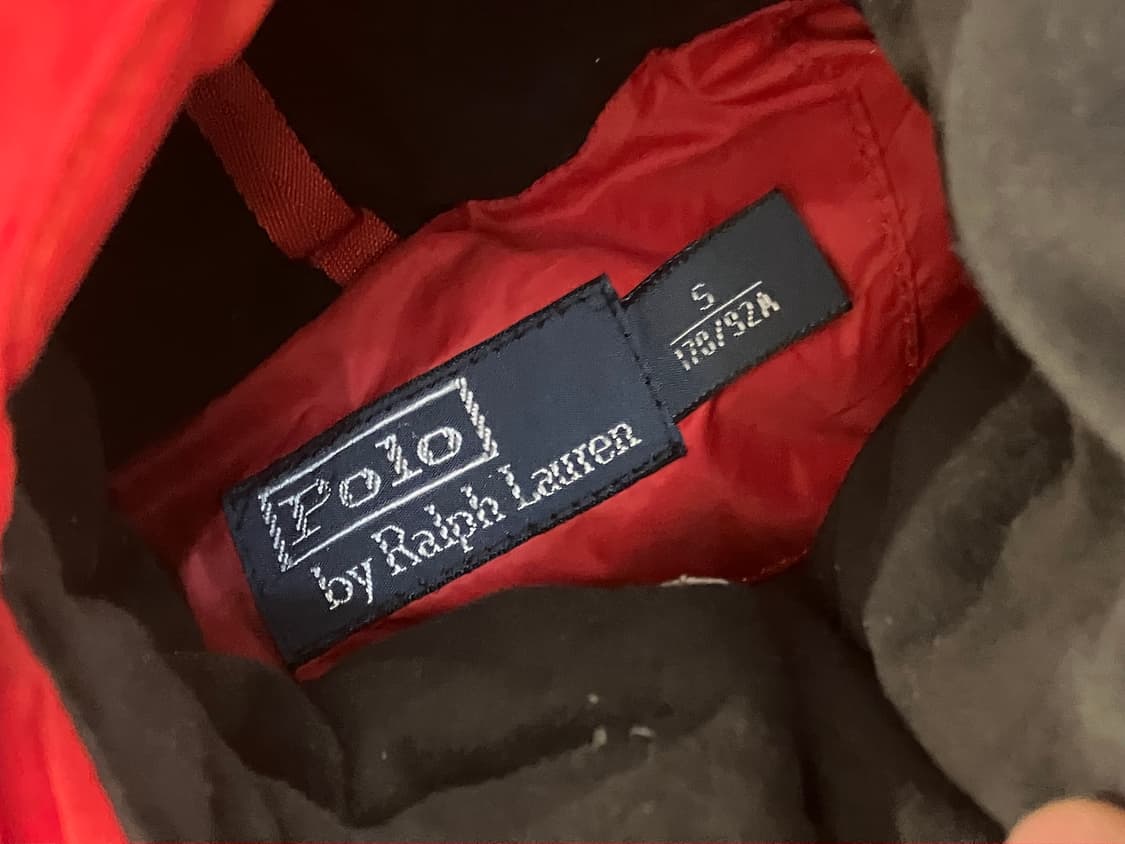 Polo
by Ralph Lauren
S
170/92A